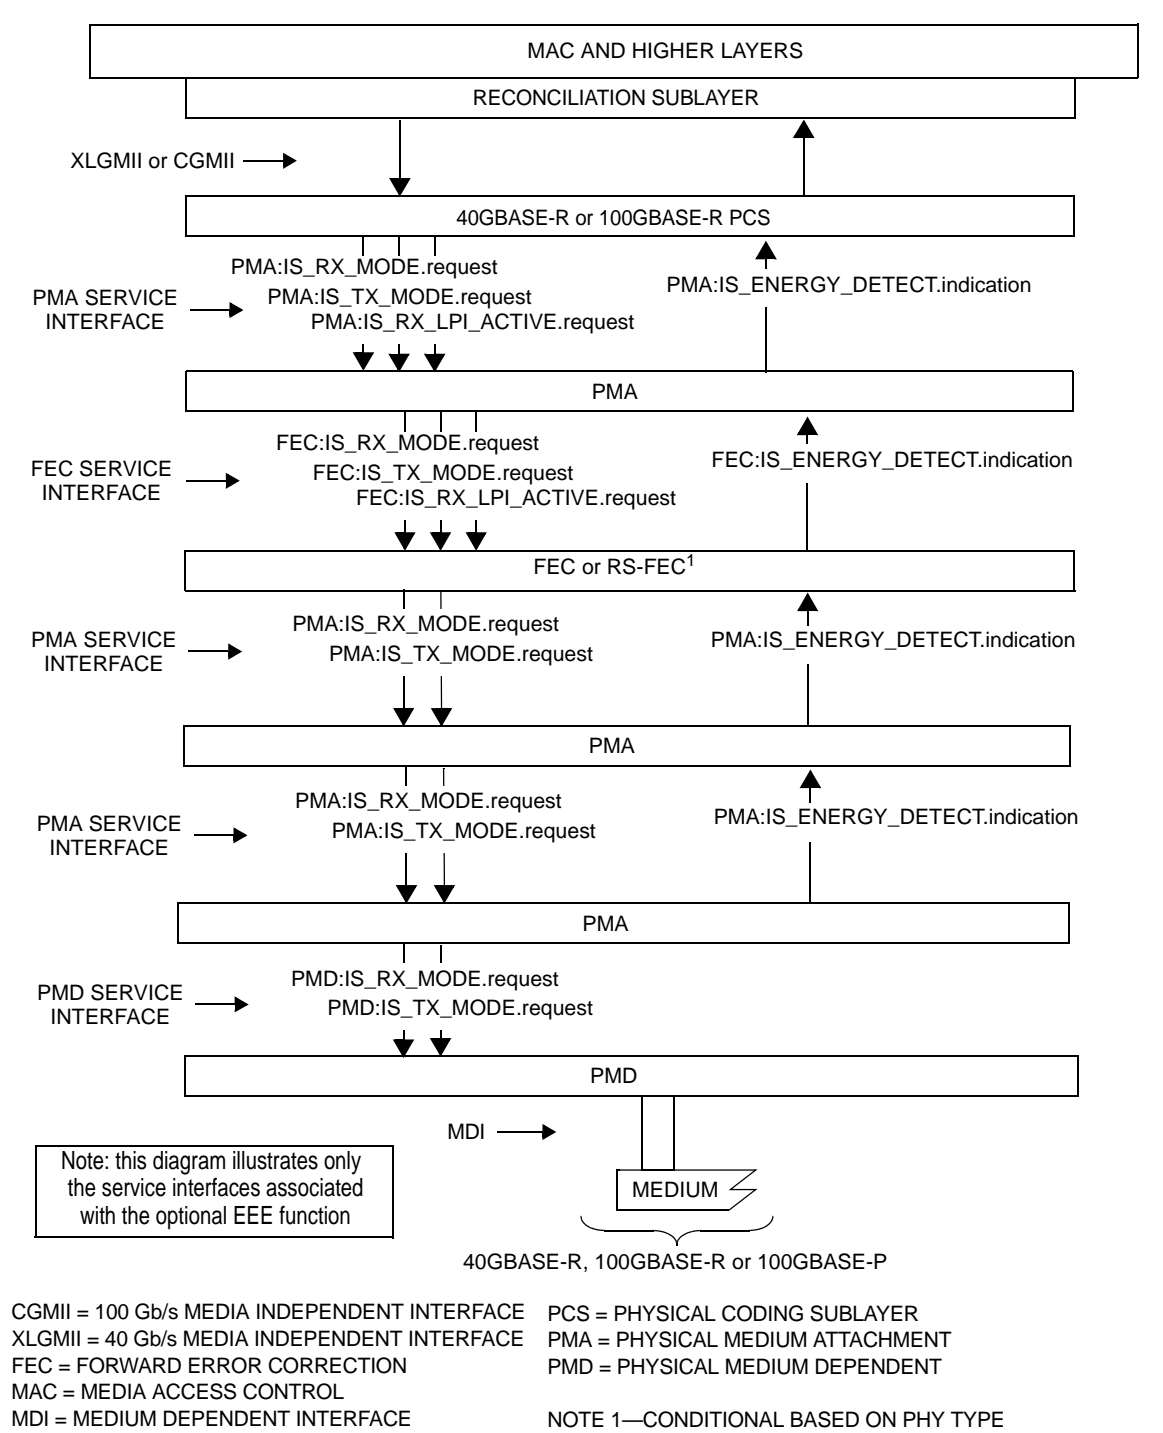 MAC AND HIGHER LAYERS
RECONCILIATION SUBLAYER
XLGMII or CGMII
40GBASE-R or 100GBASE-R PCS
PMA:IS_RX_MODE.request
PMA:IS_ENERGY_DETECT.indication
PMA SERVICE
INTERFACE
PMA:IS_TX_MODE.request
PMA:IS_RX_LPI_ACTIVE.request
PMA
FEC:IS_RX_MODE.request
FEC:IS_ENERGY_DETECT.indication
FEC SERVICE
INTERFACE
FEC:IS_TX_MODE.request
FEC:IS_RX_LPI_ACTIVE.request
FEC or RS-FEC1
PMA:IS_RX_MODE.request
PMA:IS_ENERGY_DETECT.indication
PMA SERVICE
INTERFACE
PMA:IS_TX_MODE.request
PMA
PMA:IS_RX_MODE.request
PMA:IS_ENERGY_DETECT.indication
PMA SERVICE
INTERFACE
PMA:IS_TX_MODE.request
PMA
PMD:IS_RX_MODE.request
PMD SERVICE
INTERFACE
PMD:IS_TX_MODE.request
PMD
MDI
Note: this diagram illustrates only
the service interfaces associated
with the optional EEE function
MEDIUM
40GBASE-R, 100GBASE-R or 100GBASE-P
CGMII = 100 Gb/s MEDIA INDEPENDENT INTERFACE
XLGMII = 40 Gb/s MEDIA INDEPENDENT INTERFACE
FEC = FORWARD ERROR CORRECTION
MAC = MEDIA ACCESS CONTROL
MDI = MEDIUM DEPENDENT INTERFACE
PCS = PHYSICAL CODING SUBLAYER
PMA = PHYSICAL MEDIUM ATTACHMENT
PMD = PHYSICAL MEDIUM DEPENDENT
NOTE 1—CONDITIONAL BASED ON PHY TYPE